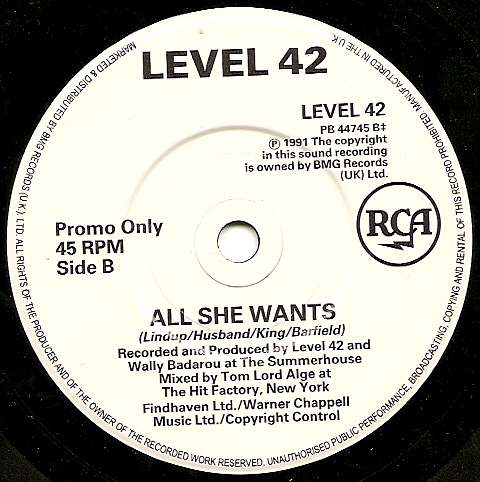 LEVEL 42
LEVEL 42
PB 44745 B‡
Ⓟ 1991 The copyright
in this sound recording
is owned by BMG Records
(UK) Ltd.
RCA
Promo Only
45 RPM
Side B
ALL SHE WANTS
(Lindup/Husband/King/Barfield)
Recorded and Produced by Level 42 and
Wally Badarou at The Summerhouse
Mixed by Tom Lord Alge at
The Hit Factory, New York
Findhaven Ltd./Warner Chappell
Music Ltd./Copyright Control
MARKETED & DISTRIBUTED BY BMG RECORDS (U.K.), LTD. ALL RIGHTS OF THE PRODUCER AND OF THE OWNER OF THE RECORDED WORK RESERVED. UNAUTHORISED PUBLIC PERFORMANCE, BROADCASTING, COPYING AND RENTAL OF THIS RECORD PROHIBITED. MANUFACTURED IN THE U.K.